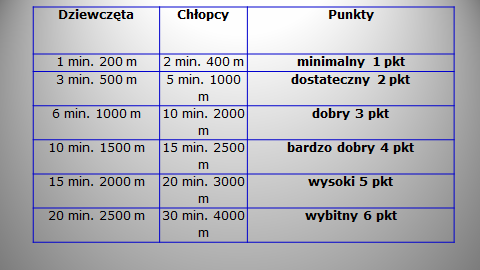 Dziewczęta Chłopcy Punkty
1 min. 200 m 2 min. 400 m minimalny 1 pkt
3 min. 500 m 5 min. 1000 m dostateczny 2 pkt
6 min. 1000 m 10 min. 2000 m dobry 3 pkt
10 min. 1500 m 15 min. 2500 m bardzo dobry 4 pkt
15 min. 2000 m 20 min. 3000 m wysoki 5 pkt
20 min. 2500 m 30 min. 4000 m wybitny 6 pkt